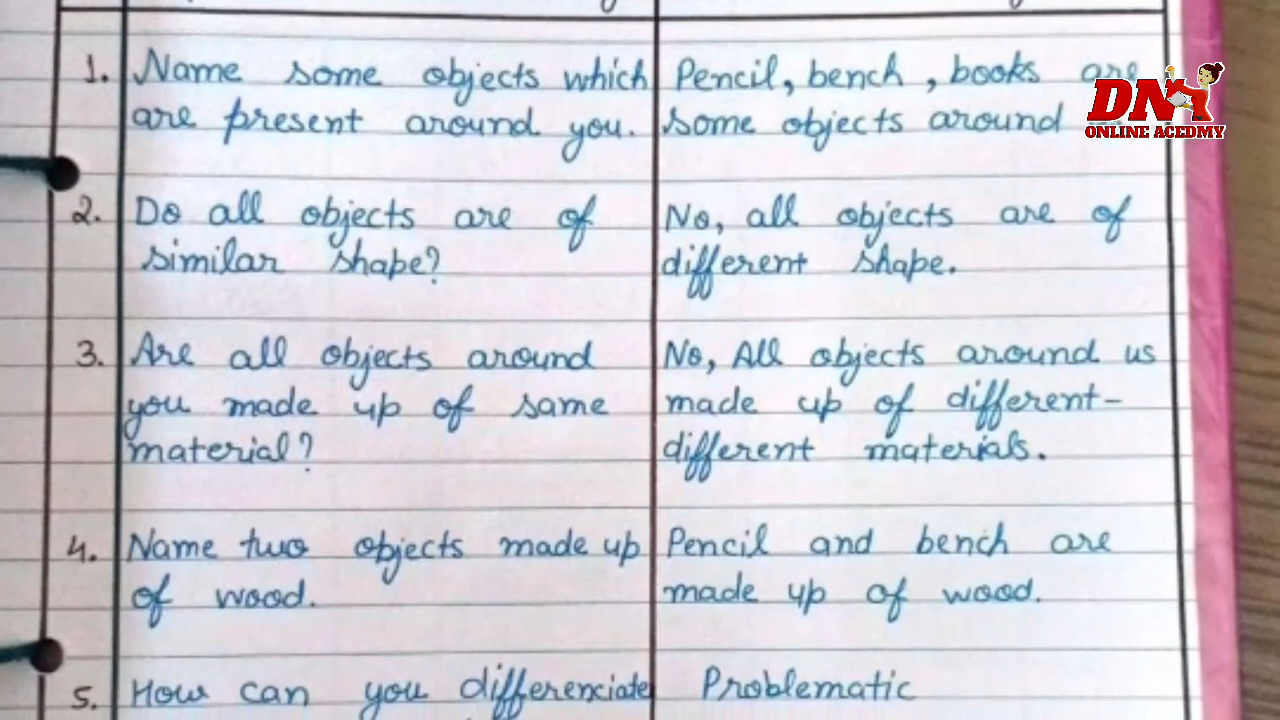 1. Name some objects which
are present around you.
Pencil, bench, books are
some objects around
2. Do all objects are of
similar shape?
No, all objects are of
different shape.
3. Are all objects around
you made up of same
material?
No, All objects around us
made up of different-
different materials.
4. Name two objects made up
of wood.
Pencil and bench are
made up of wood.
5. How can you differenciate
Problematic
DNA
ONLINE ACEDMY